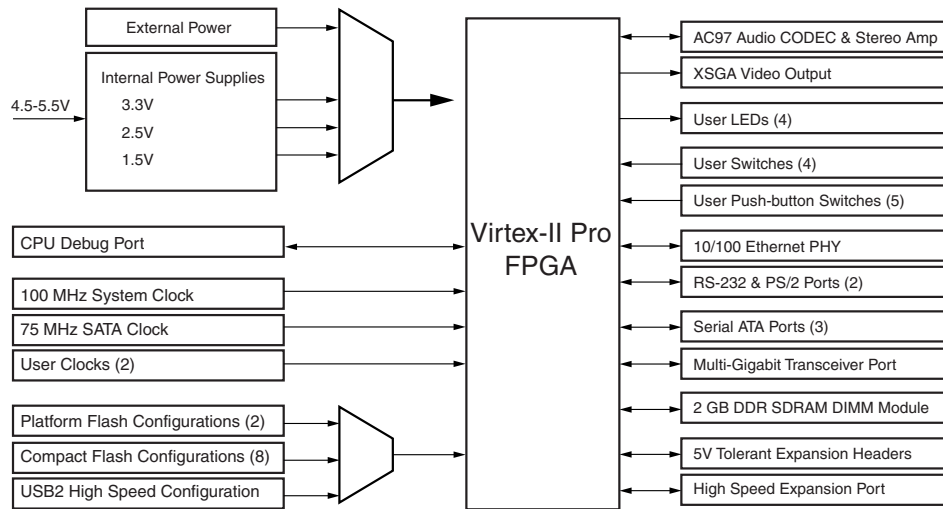 External Power
Internal Power Supplies
4.5-5.5V
3.3V
2.5V
1.5V
CPU Debug Port
100 MHz System Clock
75 MHz SATA Clock
User Clocks (2)
Platform Flash Configurations (2)
Compact Flash Configurations (8)
USB2 High Speed Configuration
Virtex-II Pro
FPGA
AC97 Audio CODEC & Stereo Amp
XSGA Video Output
User LEDs (4)
User Switches (4)
User Push-button Switches (5)
10/100 Ethernet PHY
RS-232 & PS/2 Ports (2)
Serial ATA Ports (3)
Multi-Gigabit Transceiver Port
2 GB DDR SDRAM DIMM Module
5V Tolerant Expansion Headers
High Speed Expansion Port